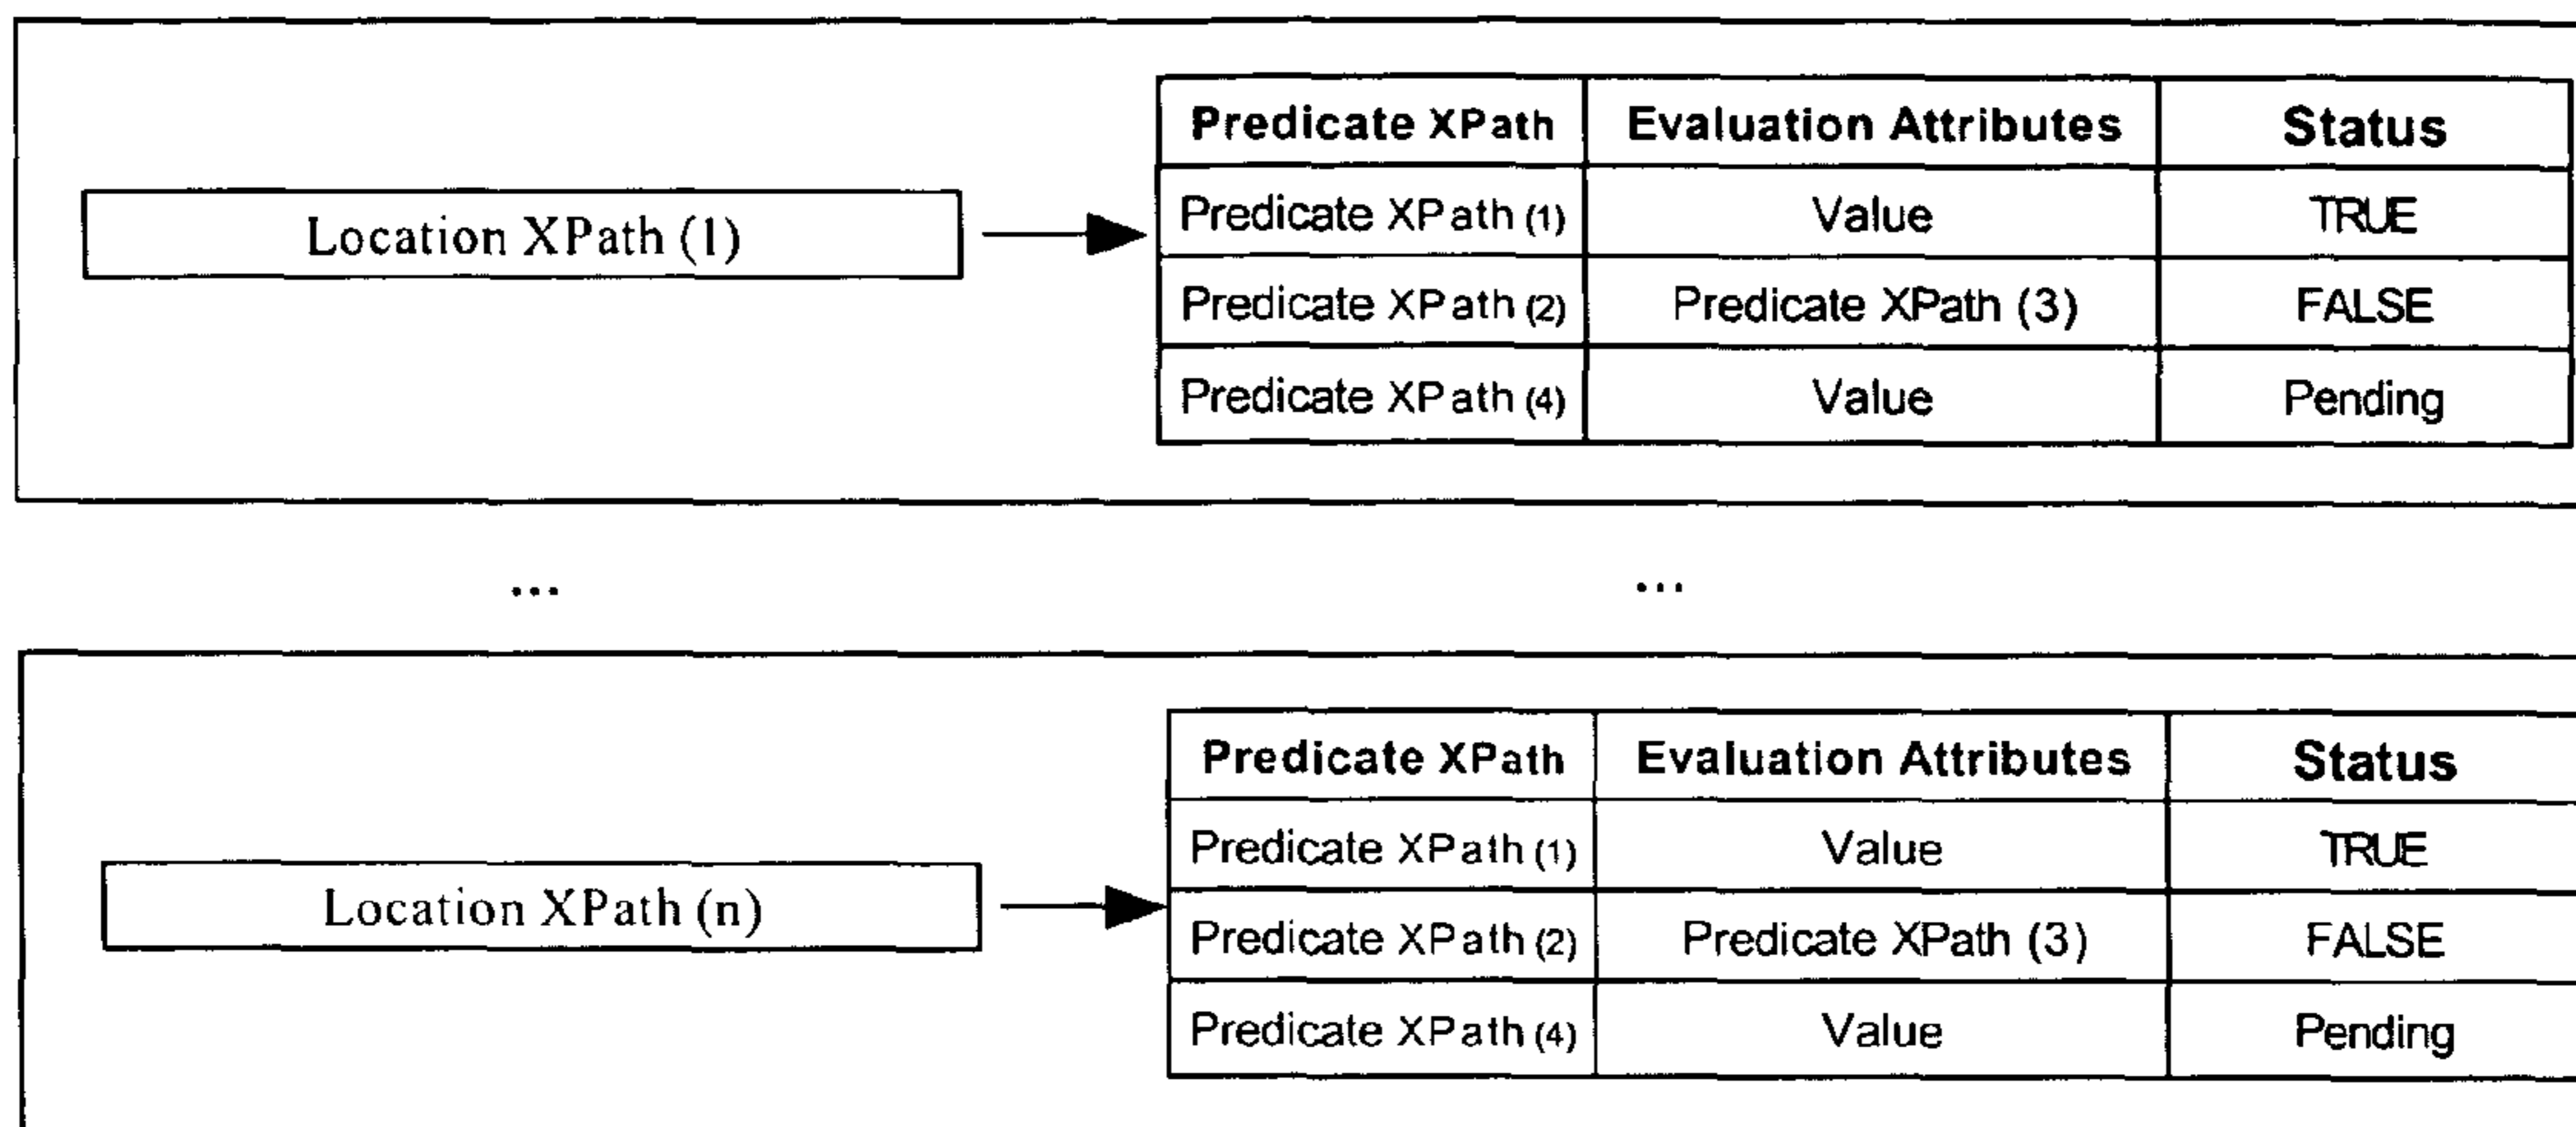 Predicate XPath Evaluation Attributes Status
Location XPath (1)
Predicate XPath (1) Value TRUE
Predicate XPath (2) Predicate XPath (3) FALSE
Predicate XPath (4) Value Pending
... ...
Predicate XPath Evaluation Attributes Status
Predicate XPath (1) Value TRUE
Location XPath (n)
Predicate XPath (2) Predicate XPath (3) FALSE
Predicate XPath (4) Value Pending